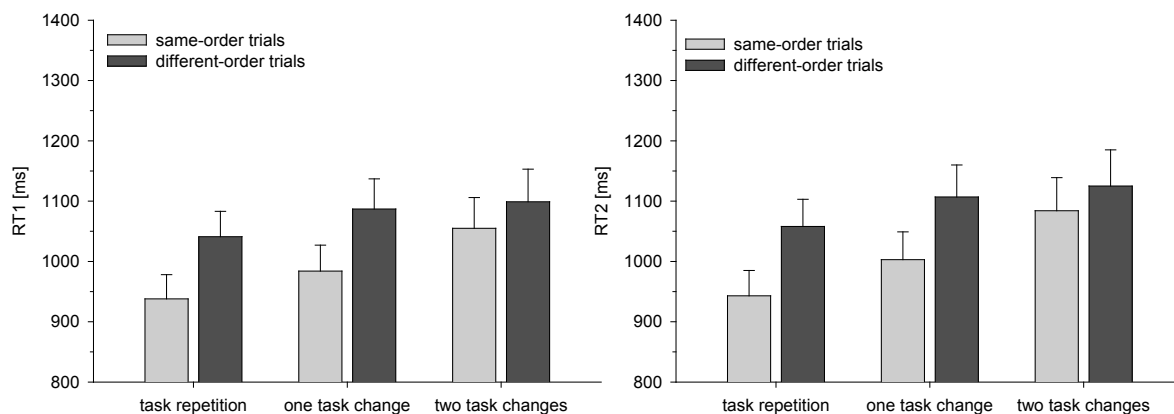 1400
1300
1200
1100
1000
900
800
RT1 [ms]
same-order trials
different-order trials
task repetition one task change two task changes
1400
1300
1200
1100
1000
900
800
RT2 [ms]
same-order trials
different-order trials
task repetition one task change two task changes